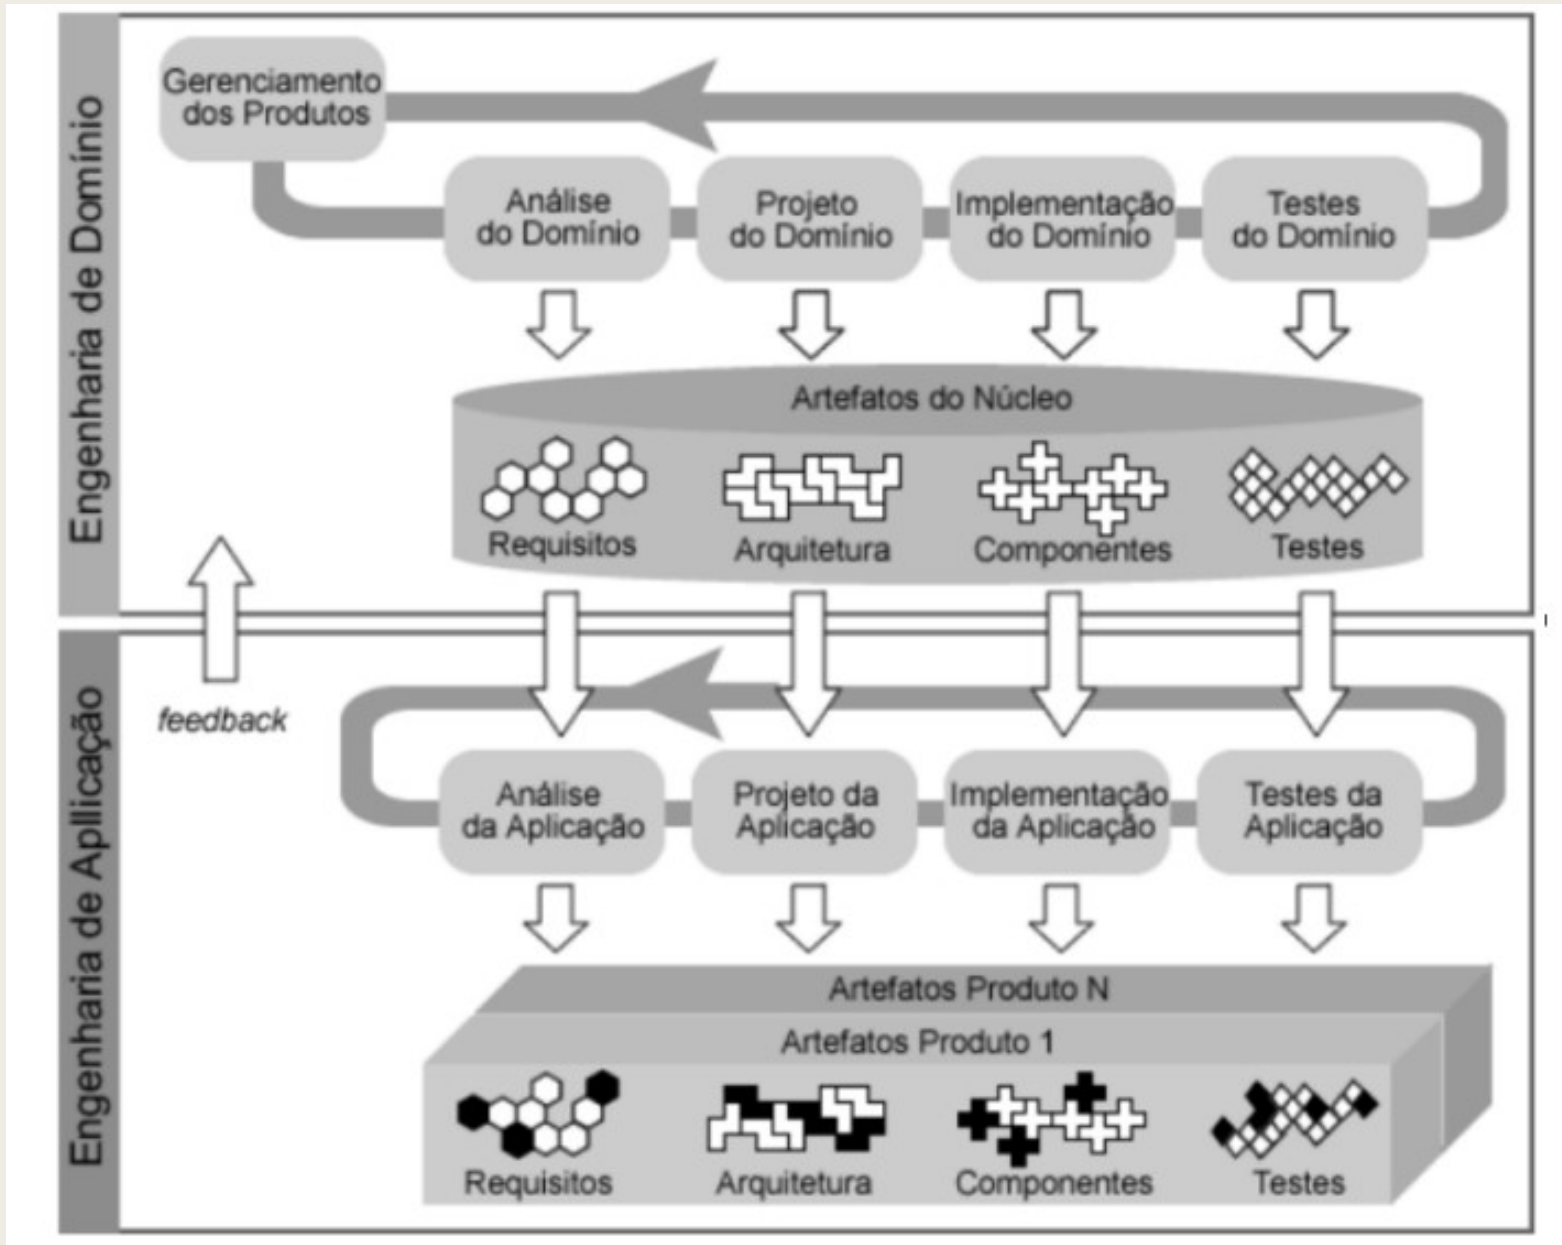 Engenharia de Domínio
Gerenciamento
dos Produtos
Análise
do Domínio
Projeto
do Domínio
Implementação
do Domínio
Testes
do Domínio
Artefatos do Núcleo
Requisitos
Arquitetura
Componentes
Testes
Engenharia de Apllicação
feedback
Análise
da Aplicação
Projeto da
Aplicação
Implementação
da Aplicação
Testes da
Aplicação
Artefatos Produto N
Artefatos Produto 1
Requisitos
Arquitetura
Componentes
Testes